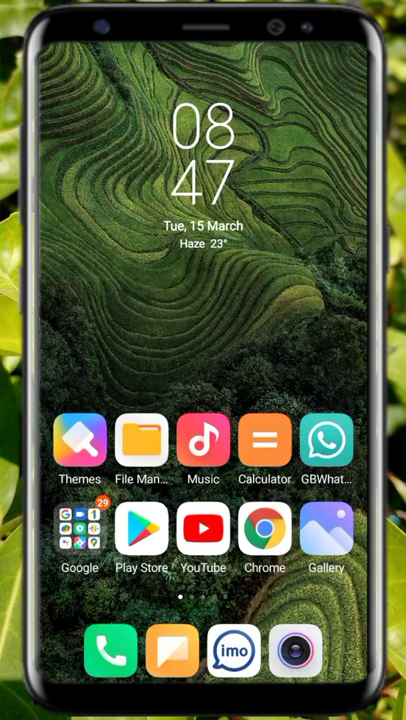 08
47
Tue, 15 March
Haze 23°
Themes
File Man...
Music
Calculator
GBWhat...
29
Google
Play Store
YouTube
Chrome
Gallery
imo